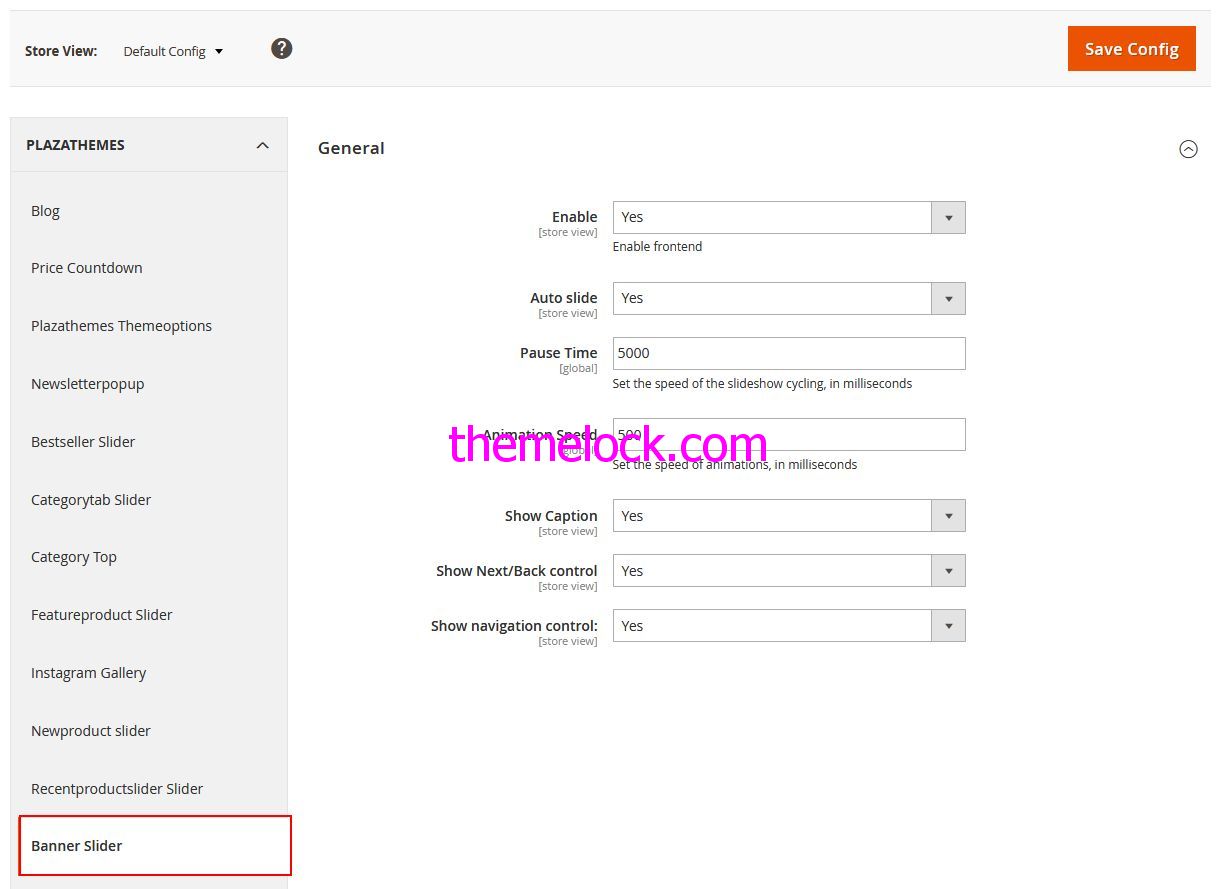 Store View: Default Config ?
Save Config
PLAZATHEMES
Blog
Price Countdown
Plazathemes Themeoptions
Newsletterpopup
Bestseller Slider
Categorytab Slider
Category Top
Featureproduct Slider
Instagram Gallery
Newproduct slider
Recentproductslider Slider
Banner Slider
General
Enable Yes
[store view]
Enable frontend
Auto slide Yes
[store view]
Pause Time 5000
[global]
Set the speed of the slideshow cycling, in milliseconds
Animation Speed 500
[global]
themelock.com
Set the speed of animations, in milliseconds
Show Caption Yes
[store view]
Show Next/Back control Yes
[store view]
Show navigation control: Yes
[store view]